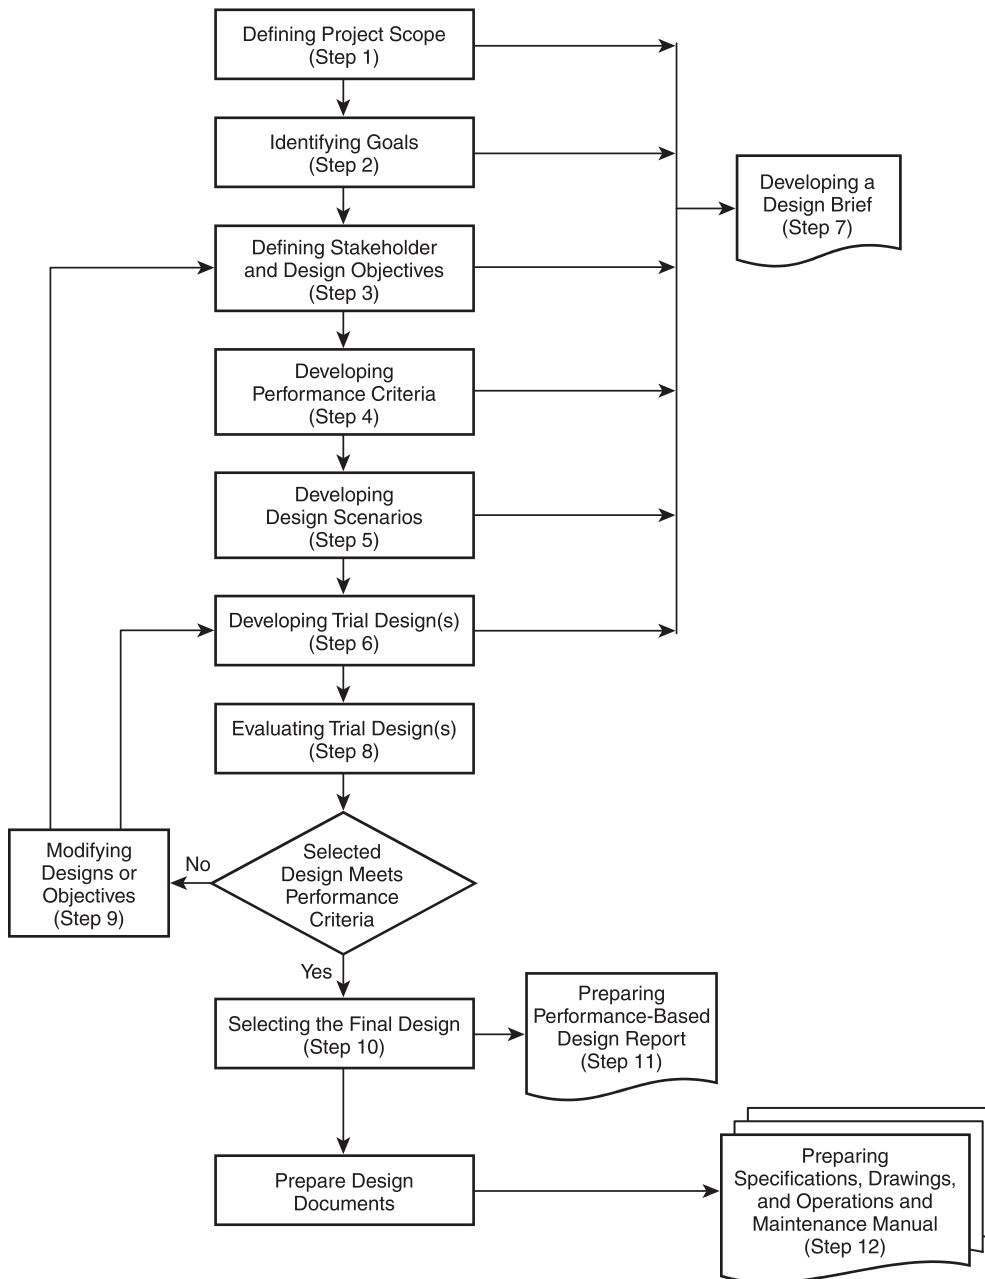 Defining Project Scope
(Step 1)
Identifying Goals
(Step 2)
Developing a
Design Brief
(Step 7)
Defining Stakeholder
and Design Objectives
(Step 3)
Developing
Performance Criteria
(Step 4)
Developing
Design Scenarios
(Step 5)
Developing Trial Design(s)
(Step 6)
Evaluating Trial Design(s)
(Step 8)
Modifying
Designs or
Objectives
(Step 9)
No
Selected
Design Meets
Performance
Criteria
Yes
Selecting the Final Design
(Step 10)
Preparing
Performance-Based
Design Report
(Step 11)
Prepare Design
Documents
Preparing
Specifications, Drawings,
and Operations and
Maintenance Manual
(Step 12)